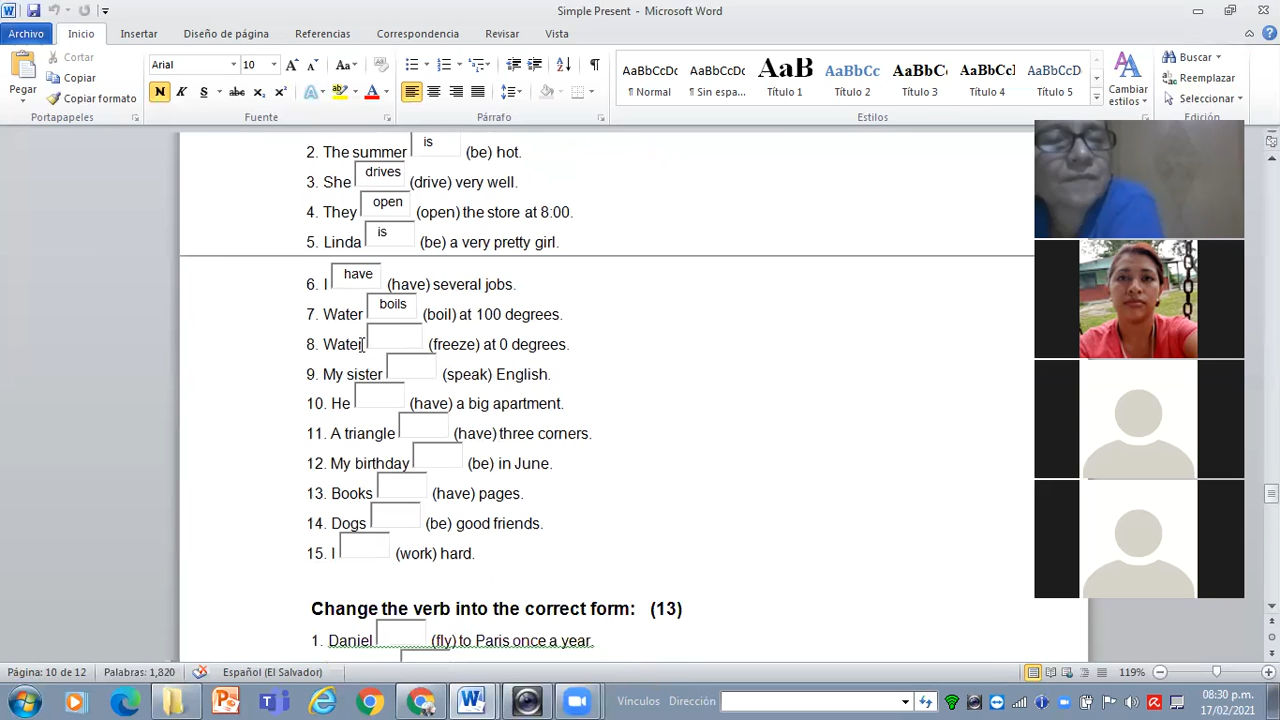 Simple Present - Microsoft Word
Archivo Inicio Insertar Diseño de página Referencias Correspondencia Revisar Vista
Pegar
Cortar
Copiar
Copiar formato
Portapapeles
Arial 10
Fuente
Párrafo
AaBbCcDc AaBbCcDc AaB AaBbCc AaBbCc AaBbCc AaBbCcD
¶ Normal ¶ Sin espa... Título 1 Título 2 Título 3 Título 4 Título 5
Cambiar estilos
Estilos
Buscar
Reemplazar
Seleccionar
Edición
2. The summer is (be) hot.
3. She drives (drive) very well.
4. They open (open) the store at 8:00.
5. Linda is (be) a very pretty girl.
6. I have (have) several jobs.
7. Water boils (boil) at 100 degrees.
8. Water (freeze) at 0 degrees.
9. My sister (speak) English.
10. He (have) a big apartment.
11. A triangle (have) three corners.
12. My birthday (be) in June.
13. Books (have) pages.
14. Dogs (be) good friends.
15. I (work) hard.
Change the verb into the correct form: (13)
1. Daniel (fly) to Paris once a year.
Página: 10 de 12 Palabras: 1,820 Español (El Salvador) 119%
Vínculos Dirección
08:30 p.m.
17/02/2021